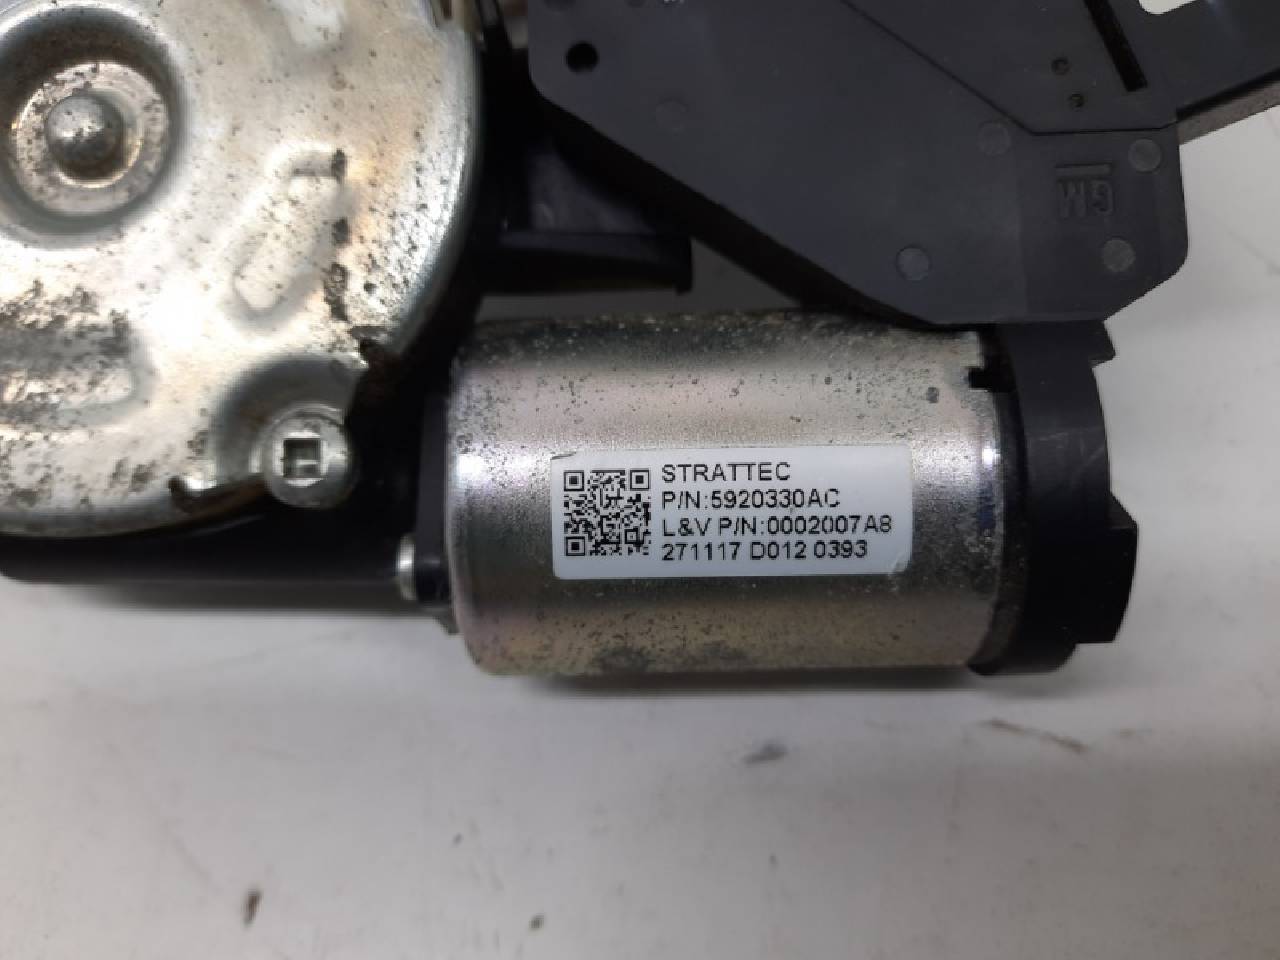 GM
STRATTEC
P/N:5920330AC
L&V P/N:0002007A8
271117 D012 0393